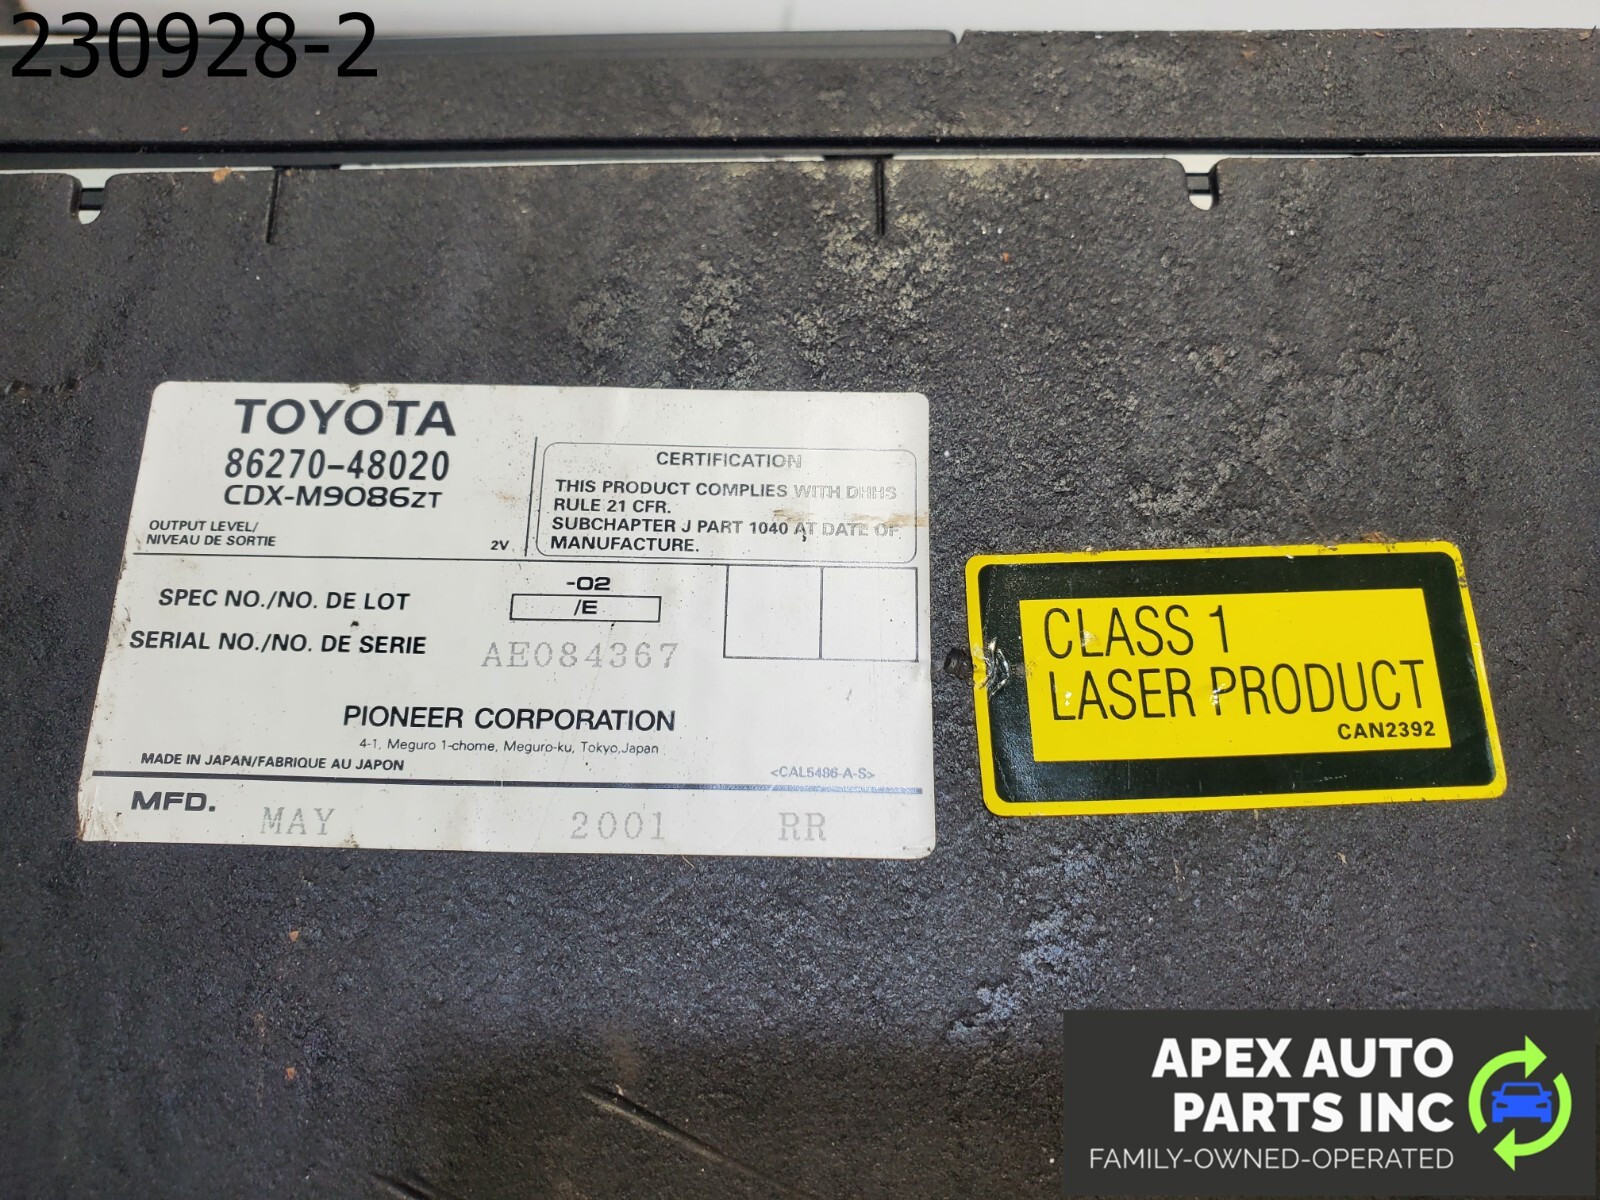 230928-2
TOYOTA
86270-48020
CDX-M9086ZT
OUTPUT LEVEL/
NIVEAU DE SORTIE
2V
CERTIFICATION
THIS PRODUCT COMPLIES WITH DHHS
RULE 21 CFR.
SUBCHAPTER J PART 1040 AT DATE OF
MANUFACTURE.
SPEC NO./NO. DE LOT
-02
/E
SERIAL NO./NO. DE SERIE
AE084367
PIONEER CORPORATION
4-1, Meguro 1-chome, Meguro-ku, Tokyo,Japan
MADE IN JAPAN/FABRIQUE AU JAPON
<CAL5486-A-S>
MFD.
MAY 2001 RR
CLASS 1
LASER PRODUCT
CAN2392
APEX AUTO
PARTS INC
FAMILY-OWNED-OPERATED